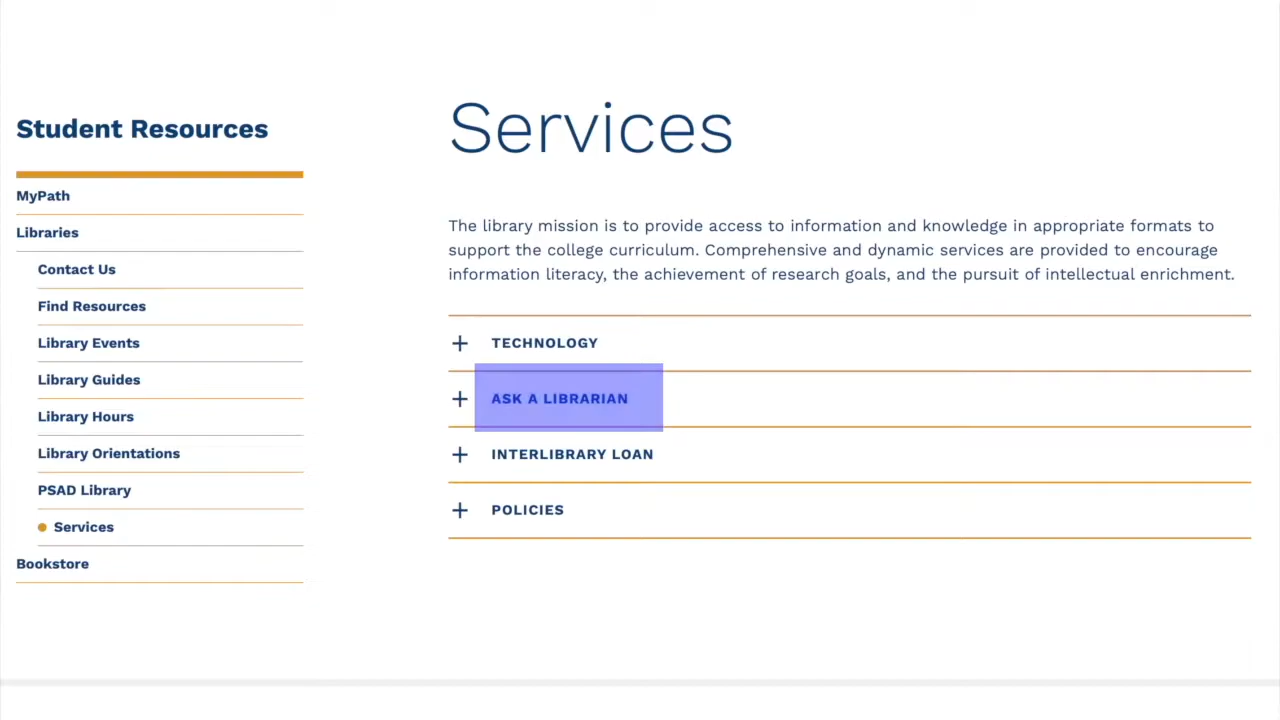 Student Resources
MyPath
Libraries
Contact Us
Find Resources
Library Events
Library Guides
Library Hours
Library Orientations
PSAD Library
Services
Bookstore
Services
The library mission is to provide access to information and knowledge in appropriate formats to
support the college curriculum. Comprehensive and dynamic services are provided to encourage
information literacy, the achievement of research goals, and the pursuit of intellectual enrichment.
TECHNOLOGY
ASK A LIBRARIAN
INTERLIBRARY LOAN
POLICIES